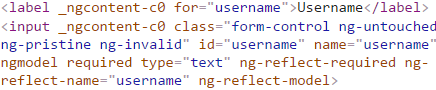 <label _ngcontent-c0 for="username">Username</label>
<input _ngcontent-c0 class="form-control ng-untouched
ng-pristine ng-invalid" id="username" name="username"
ngmodel required type="text" ng-reflect-required ng-
reflect-name="username" ng-reflect-model>